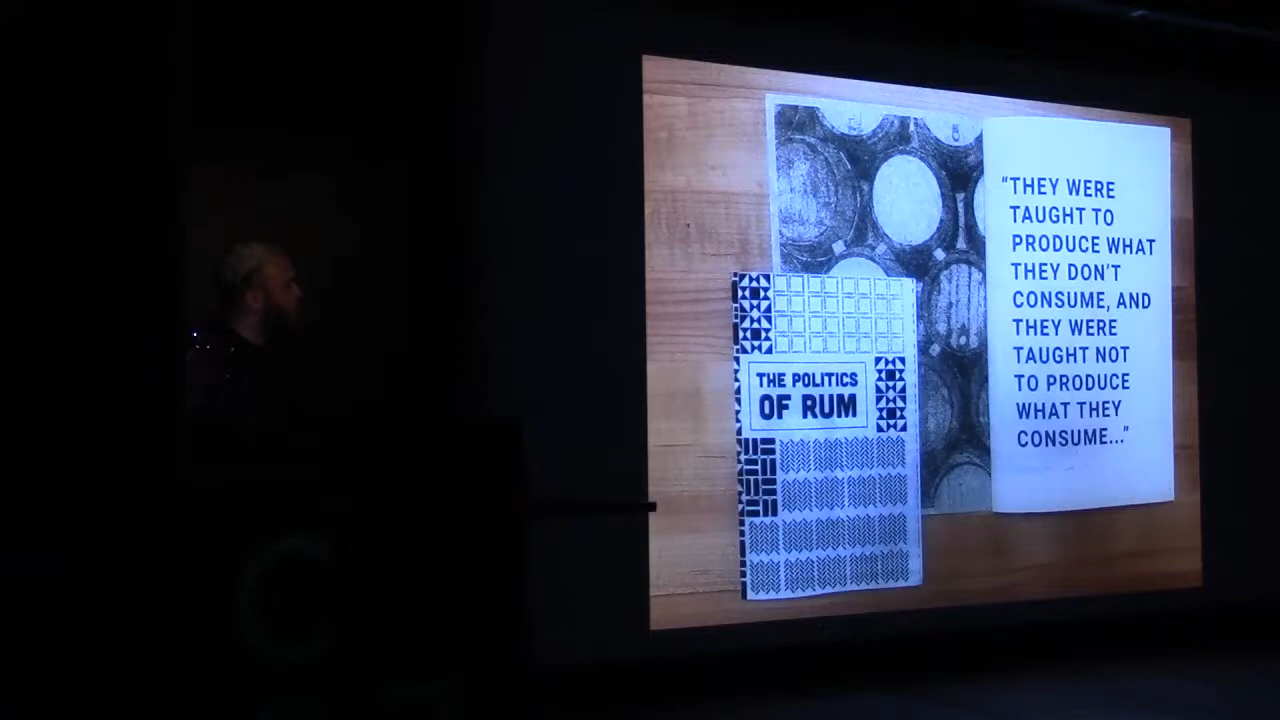 THE POLITICS
OF RUM
“THEY WERE
TAUGHT TO
PRODUCE WHAT
THEY DON’T
CONSUME, AND
THEY WERE
TAUGHT NOT
TO PRODUCE
WHAT THEY
CONSUME...”
C